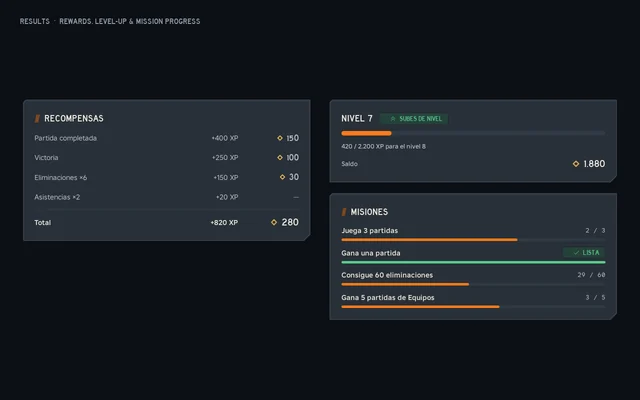 RESULTS · REWARDS, LEVEL-UP & MISSION PROGRESS
RECOMPENSAS
Partida completada +400 XP 150
Victoria +250 XP 100
Eliminaciones ×6 +150 XP 30
Asistencias ×2 +20 XP —
Total +820 XP 280
NIVEL 7 SUBES DE NIVEL
420 / 2.200 XP para el nivel 8
Saldo 1.880
MISIONES
Juega 3 partidas 2 / 3
Gana una partida LISTA
Consigue 60 eliminaciones 29 / 60
Gana 5 partidas de Equipos 3 / 5